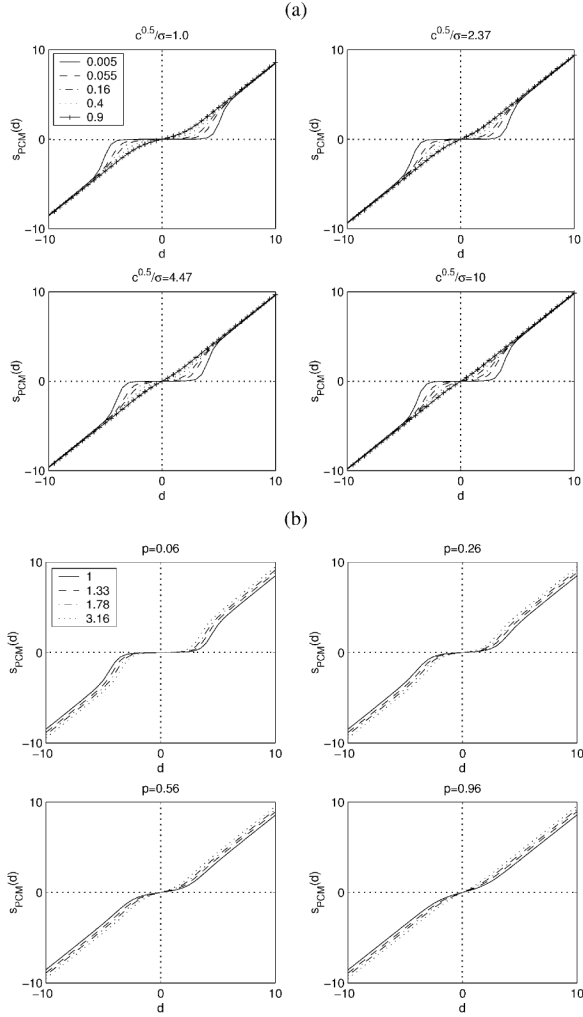 (a)
c^0.5/σ=1.0
c^0.5/σ=2.37
10
0
−10
s_PCM(d)
0.005
0.055
0.16
0.4
0.9
−10 0 10
d
10
0
−10
s_PCM(d)
−10 0 10
d
c^0.5/σ=4.47
c^0.5/σ=10
10
0
−10
s_PCM(d)
−10 0 10
d
10
0
−10
s_PCM(d)
−10 0 10
d
(b)
p=0.06
p=0.26
10
0
−10
s_PCM(d)
1
1.33
1.78
3.16
−10 0 10
d
10
0
−10
s_PCM(d)
−10 0 10
d
p=0.56
p=0.96
10
0
−10
s_PCM(d)
−10 0 10
d
10
0
−10
s_PCM(d)
−10 0 10
d